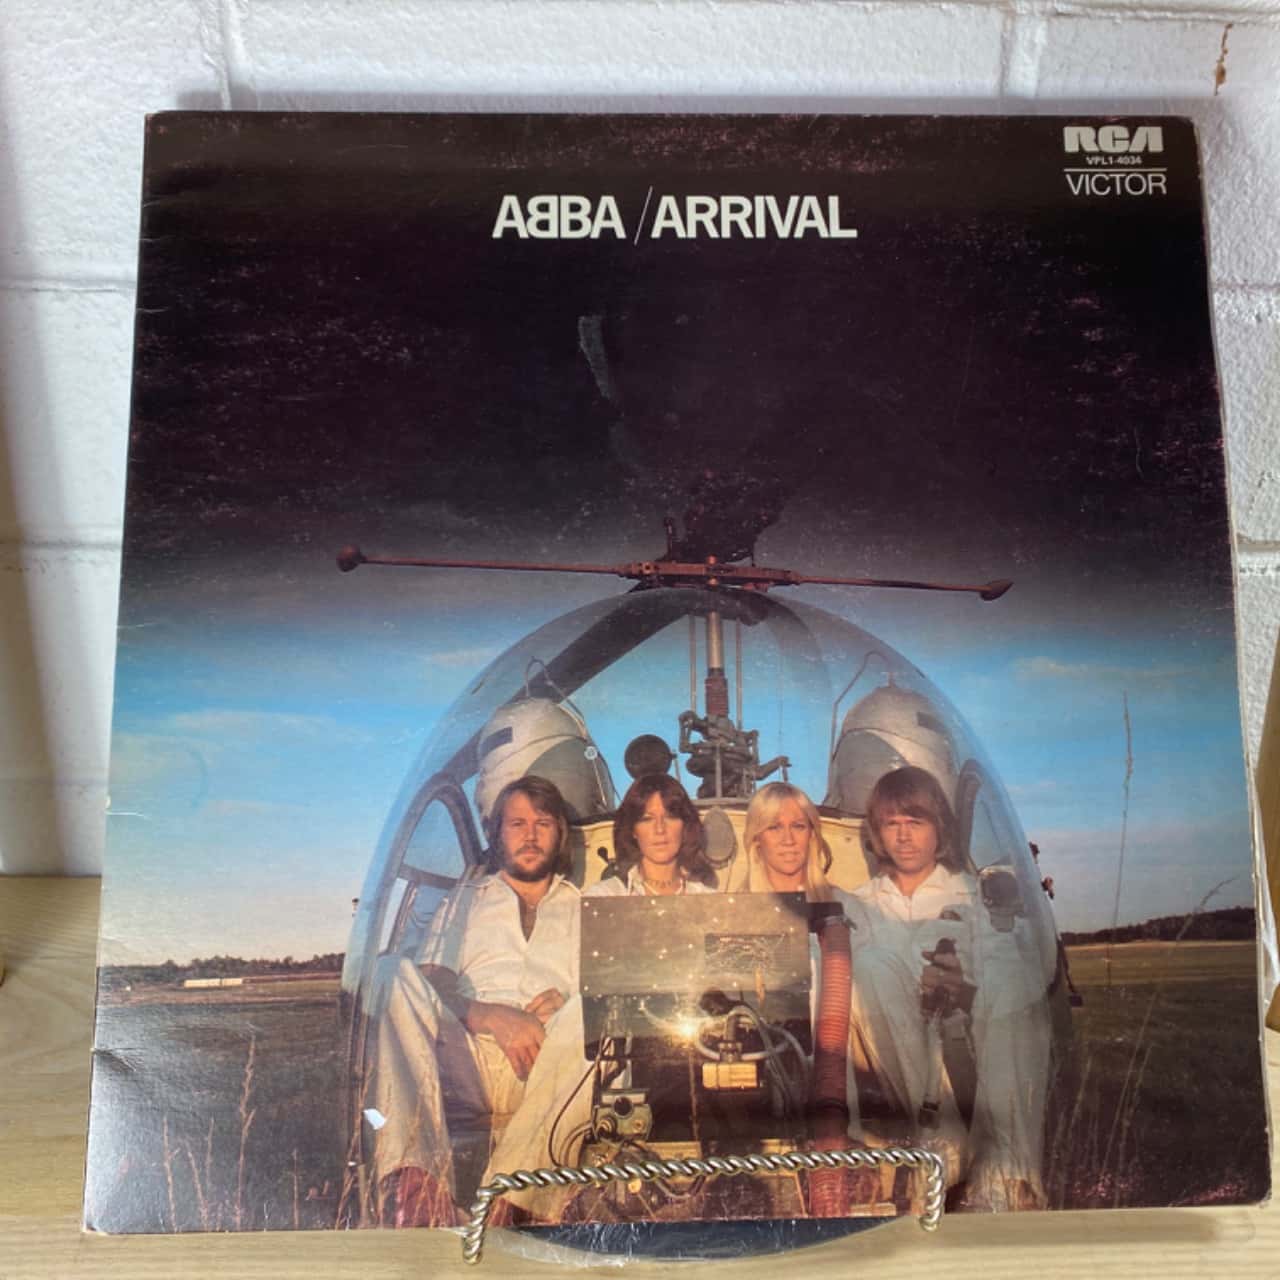 ABBA/ARRIVAL
RCA
VPL1-4034
VICTOR